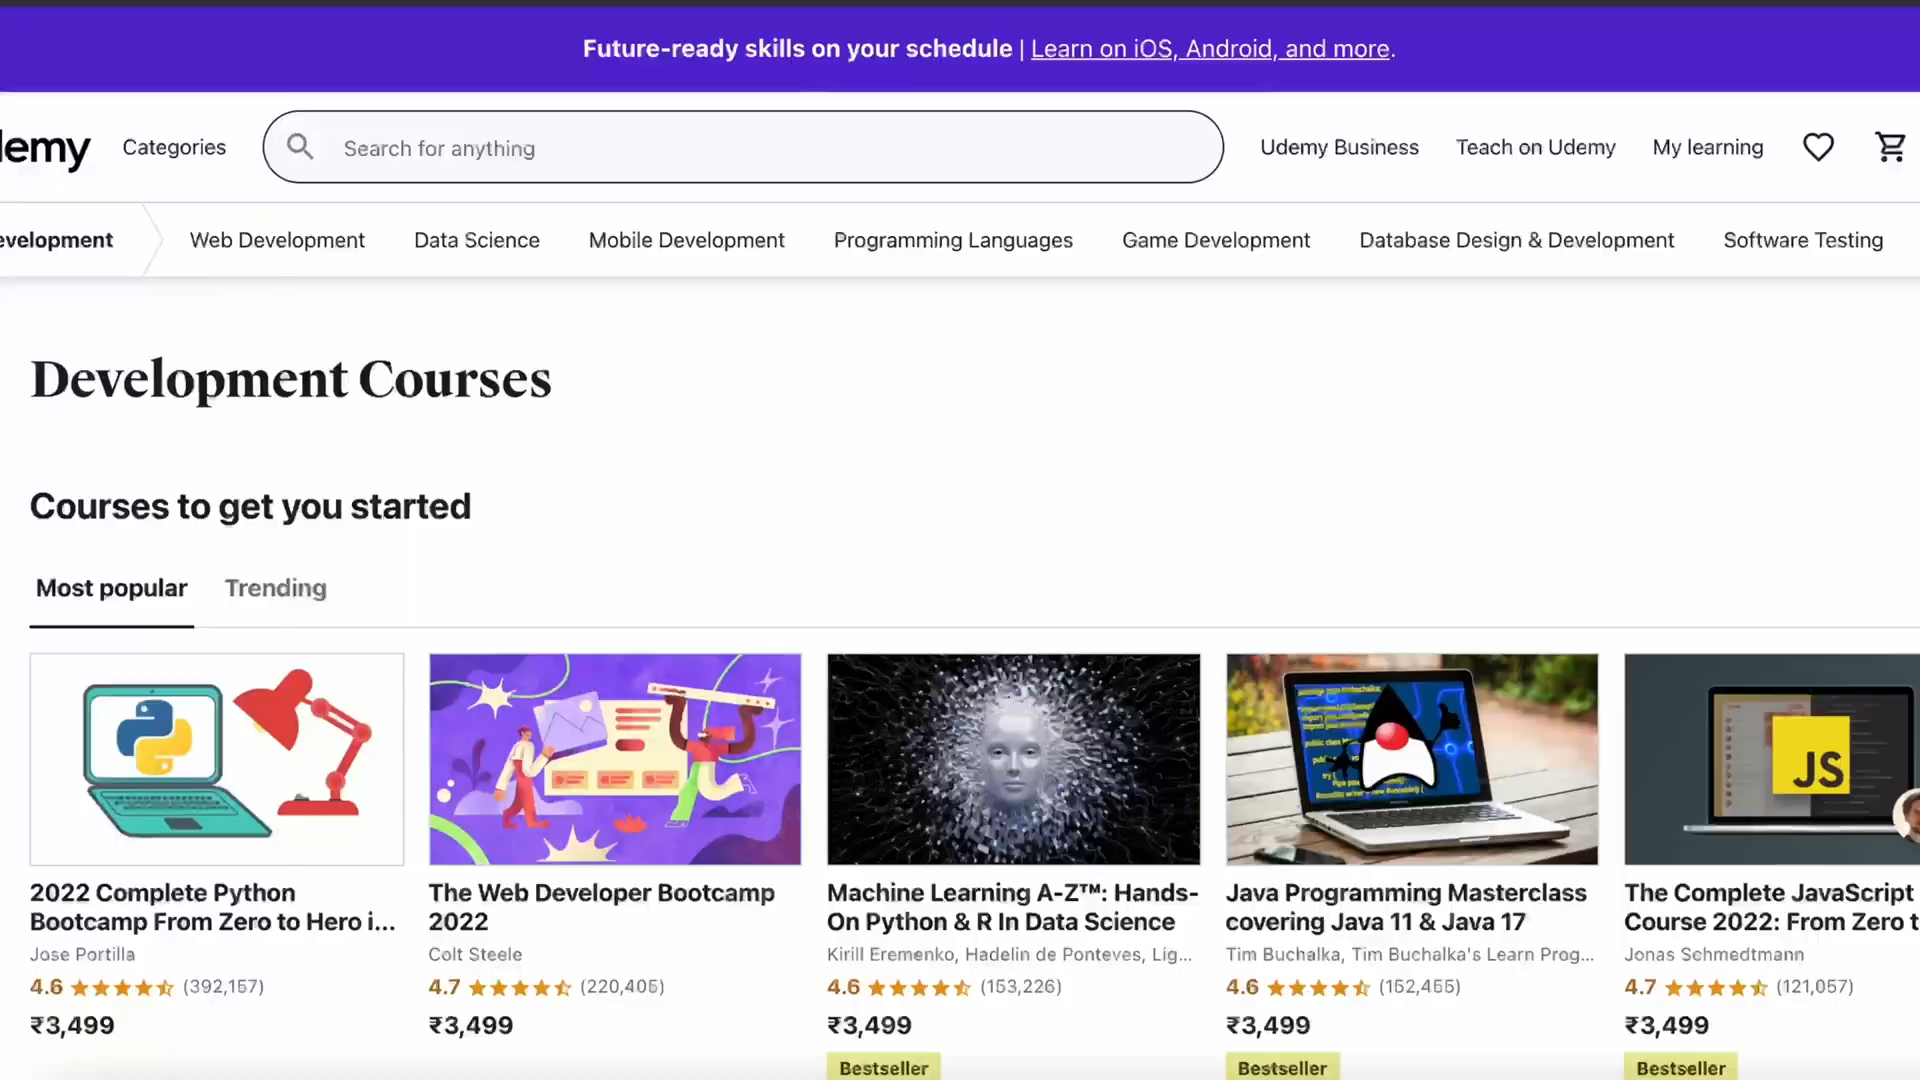 Future-ready skills on your schedule | Learn on iOS, Android, and more.
demy
Categories
Search for anything
Udemy Business
Teach on Udemy
My learning
evelopment
Web Development
Data Science
Mobile Development
Programming Languages
Game Development
Database Design & Development
Software Testing
Development Courses
Courses to get you started
Most popular
Trending
JS
2022 Complete Python
Bootcamp From Zero to Hero i...
Jose Portilla
4.6 (392,157)
₹3,499
The Web Developer Bootcamp
2022
Colt Steele
4.7 (220,405)
₹3,499
Machine Learning A-Z™: Hands-
On Python & R In Data Science
Kirill Eremenko, Hadelin de Ponteves, Lig...
4.6 (153,226)
₹3,499
Bestseller
Java Programming Masterclass
covering Java 11 & Java 17
Tim Buchalka, Tim Buchalka's Learn Prog...
4.6 (152,455)
₹3,499
Bestseller
The Complete JavaScript
Course 2022: From Zero t
Jonas Schmedtmann
4.7 (121,057)
₹3,499
Bestseller